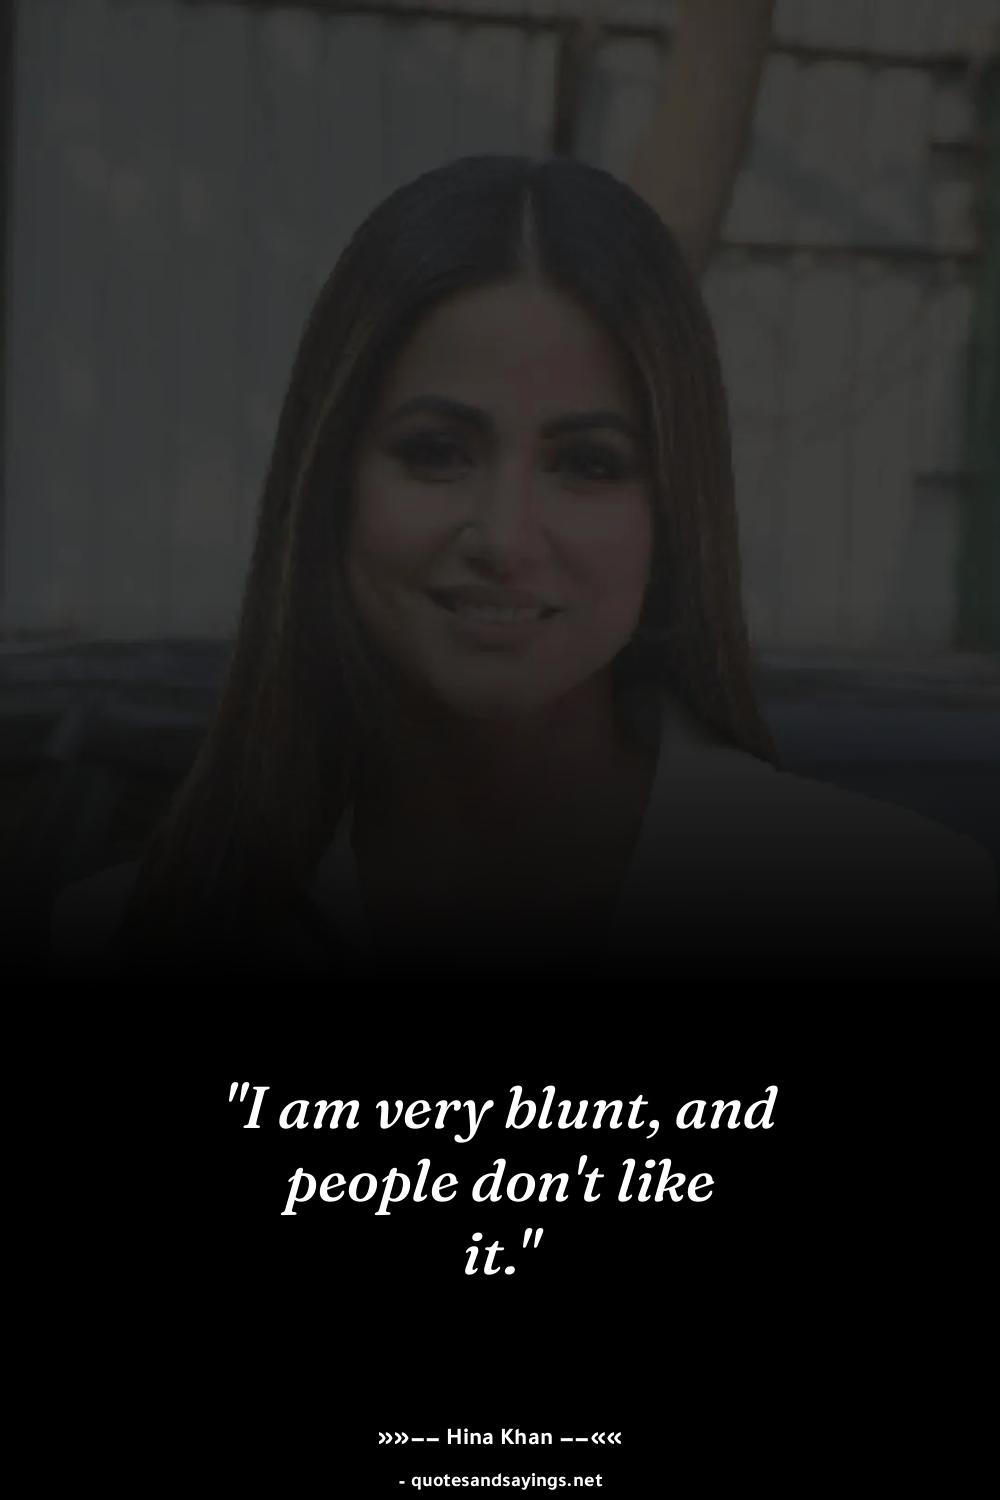 "I am very blunt, and
people don't like
it."
»»−− Hina Khan −−««
- quotesandsayings.net